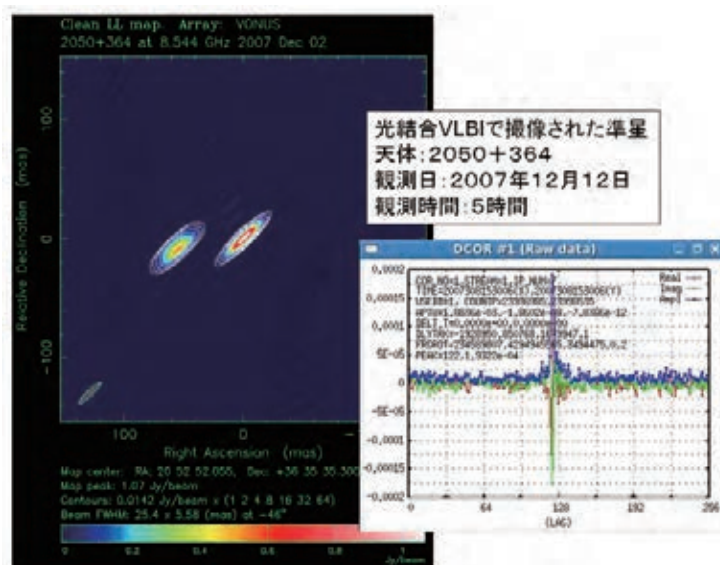 Clean LL map. Array: VONUS
2050+364 at 8.544 GHz 2007 Dec 02
Relative Declination (mas)
100
0
-100
100
0
Right Ascension (mas)
Map center: RA: 20 52 52.055, Dec: +36 35 35.300
Map peak: 1.07 Jy/beam
Contours: 0.0142 Jy/beam x (1 2 4 8 16 32 64)
Beam FWHM: 25.4 x 5.58 (mas) at -46°
0
0.2
0.4
0.6
0.8
1
Jy/beam
光結合VLBIで撮像された準星
天体:2050+364
観測日:2007年12月12日
観測時間:5時間
DCOR #1 (Raw data)
0.0002
0.00015
0.0001
5E-05
0
-5E-05
-0.0001
-0.00015
-0.0002
Real
Imag
Ampl
0
64
128
192
256
(LAG)